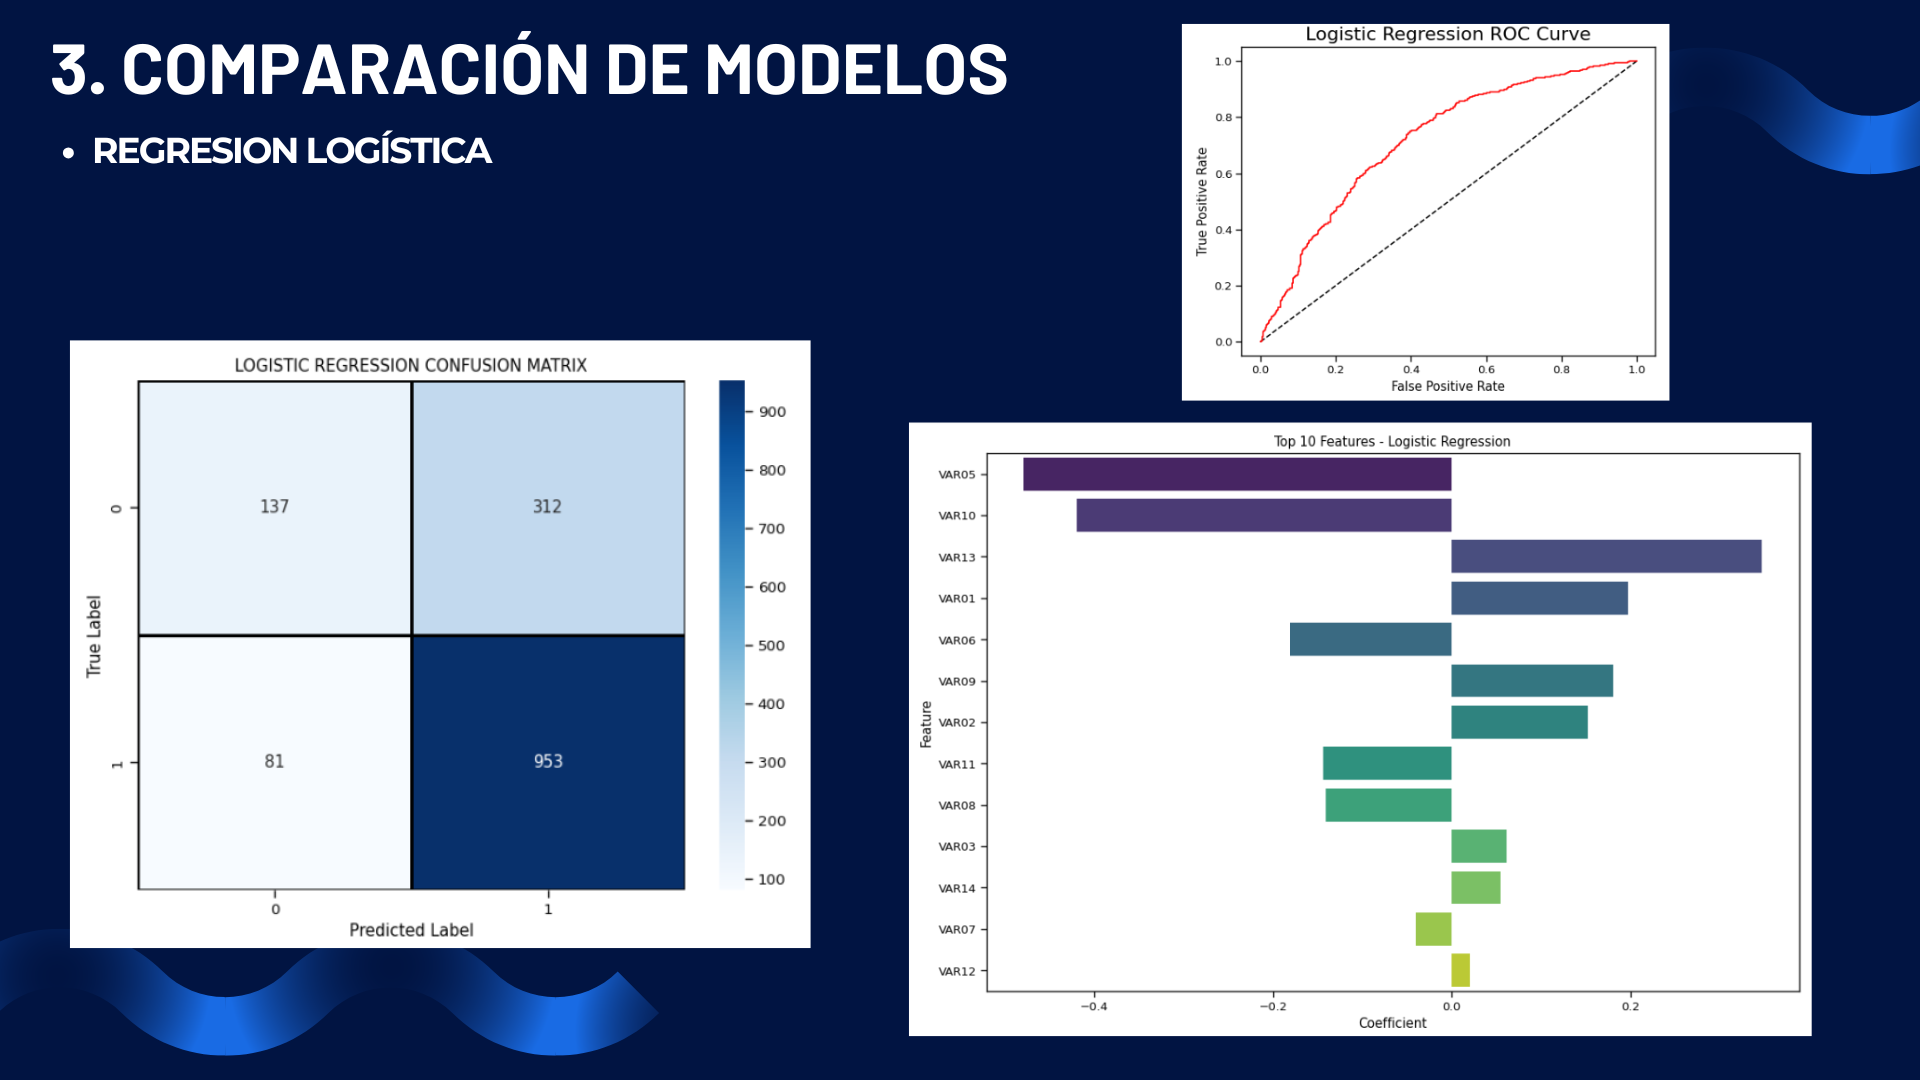 3. COMPARACIÓN DE MODELOS
• REGRESION LOGÍSTICA
Logistic Regression ROC Curve
True Positive Rate
1.0
0.8
0.6
0.4
0.2
0.0
0.0 0.2 0.4 0.6 0.8 1.0
False Positive Rate
LOGISTIC REGRESSION CONFUSION MATRIX
True Label
0
137 312
1
81 953
0 1
Predicted Label
900
800
700
600
500
400
300
200
100
Top 10 Features - Logistic Regression
Feature
VAR05
VAR10
VAR13
VAR01
VAR06
VAR09
VAR02
VAR11
VAR08
VAR03
VAR14
VAR07
VAR12
−0.4 −0.2 0.0 0.2
Coefficient